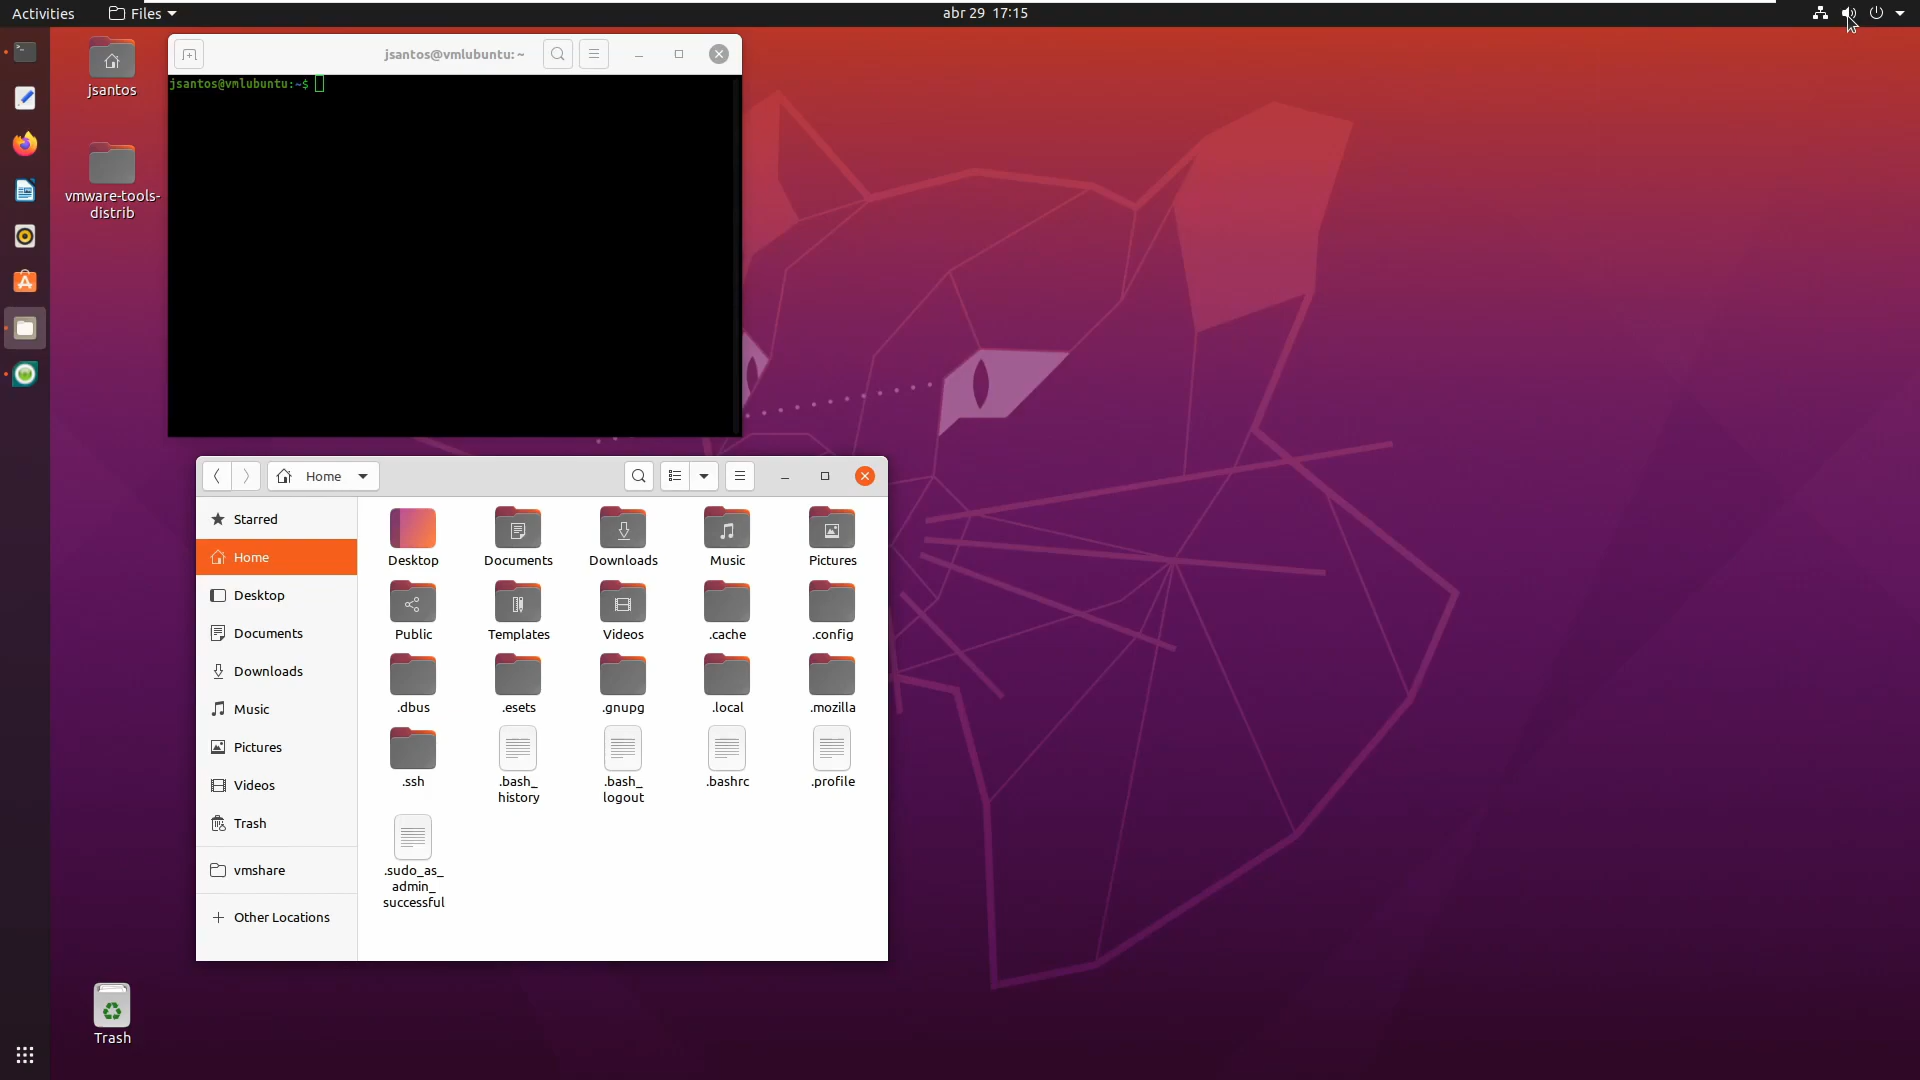 Activities
Files
abr 29 17:15
jsantos
vmware-tools-
distrib
Trash
jsantos@vmlubuntu: ~
jsantos@vmlubuntu:~$
Home
Starred
Home
Desktop
Documents
Downloads
Music
Pictures
Videos
Trash
vmshare
Other Locations
Desktop
Documents
Downloads
Music
Pictures
Public
Templates
Videos
.cache
.config
.dbus
.esets
.gnupg
.local
.mozilla
.ssh
.bash_
history
.bash_
logout
.bashrc
.profile
.sudo_as_
admin_
successful